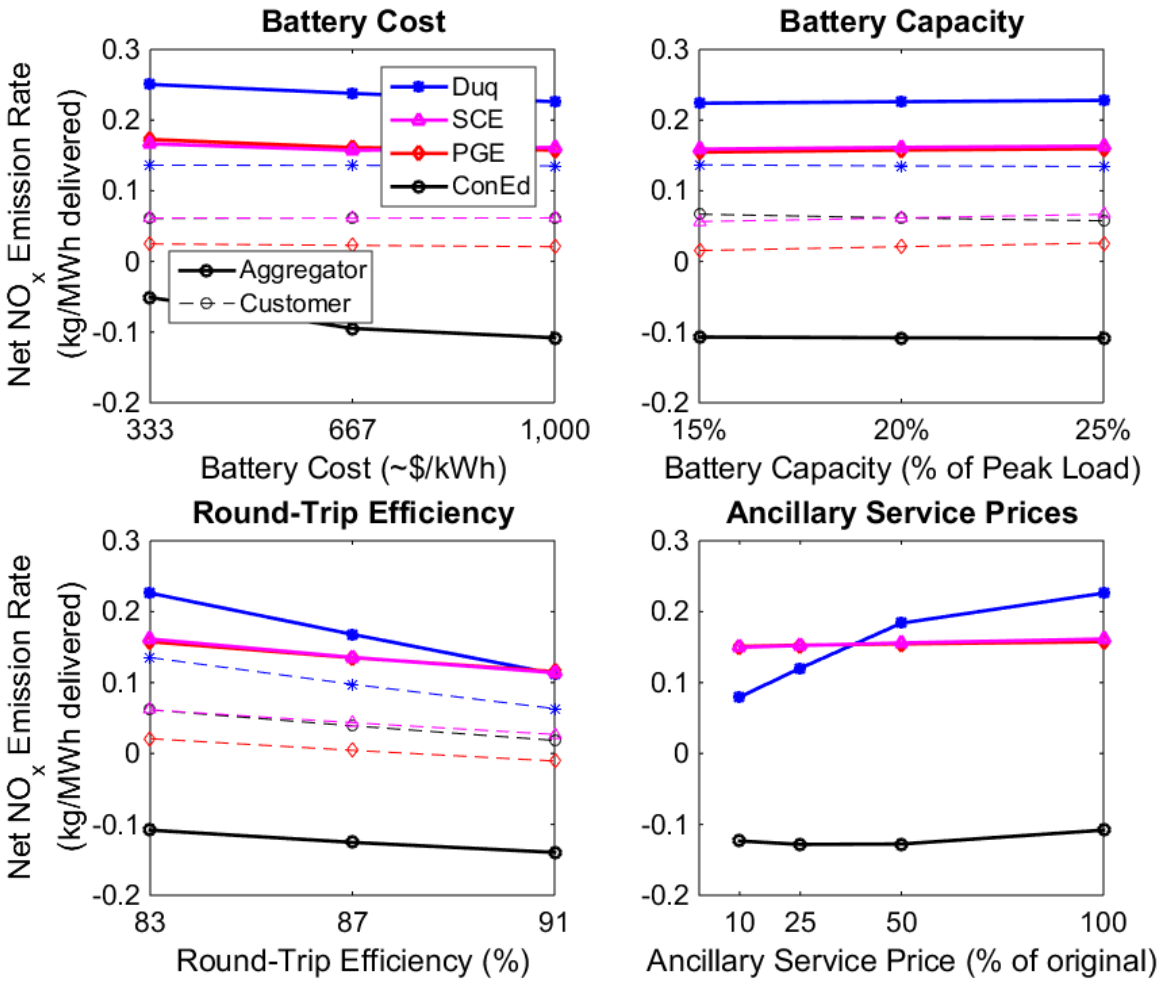 Battery Cost
Net NOx Emission Rate
(kg/MWh delivered)
0.3
0.2
0.1
0
-0.1
-0.2
Duq
SCE
PGE
ConEd
Aggregator
Customer
333
667
1,000
Battery Cost (~$/kWh)
Battery Capacity
0.3
0.2
0.1
0
-0.1
-0.2
15%
20%
25%
Battery Capacity (% of Peak Load)
Round-Trip Efficiency
Net NOx Emission Rate
(kg/MWh delivered)
0.3
0.2
0.1
0
-0.1
-0.2
83
87
91
Round-Trip Efficiency (%)
Ancillary Service Prices
0.3
0.2
0.1
0
-0.1
-0.2
10
25
50
100
Ancillary Service Price (% of original)